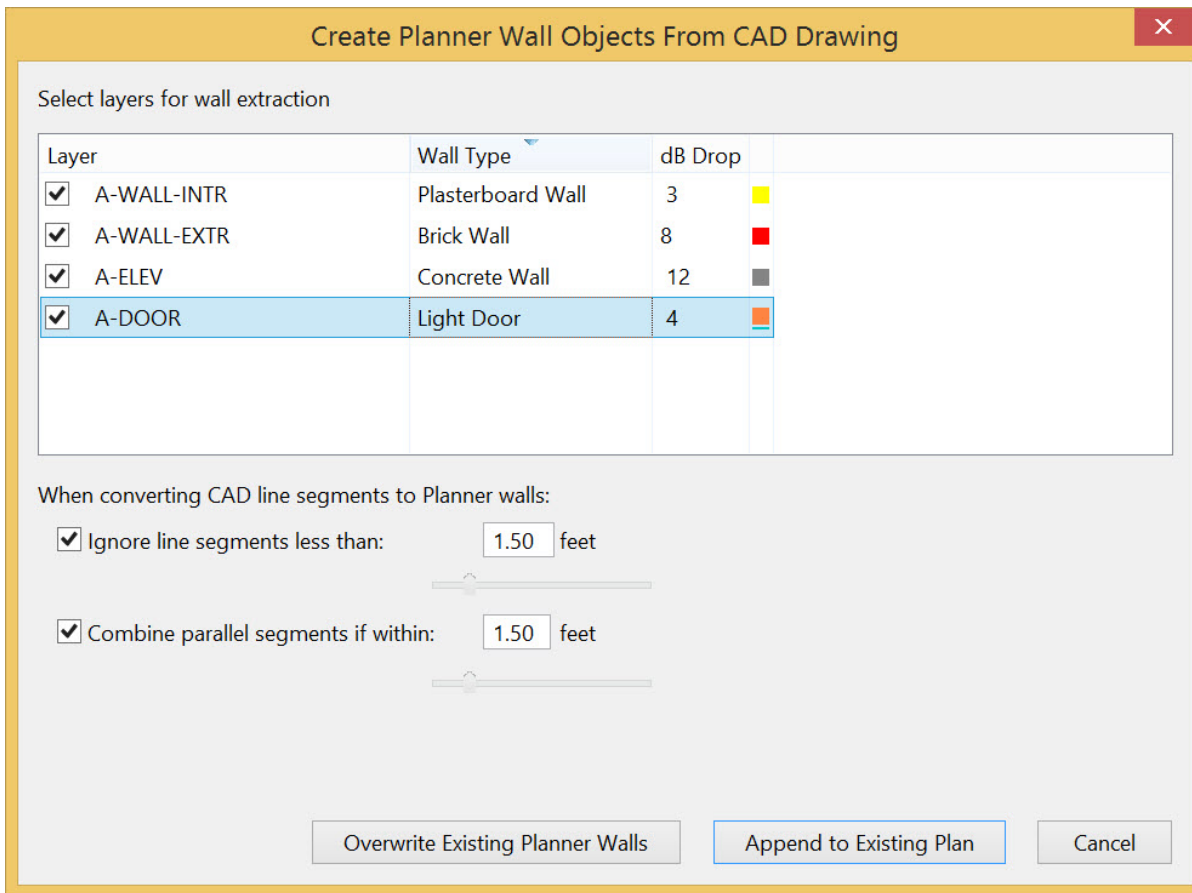 Create Planner Wall Objects From CAD Drawing
Select layers for wall extraction
Layer Wall Type dB Drop
A-WALL-INTR Plasterboard Wall 3
A-WALL-EXTR Brick Wall 8
A-ELEV Concrete Wall 12
A-DOOR Light Door 4
When converting CAD line segments to Planner walls:
Ignore line segments less than: 1.50 feet
Combine parallel segments if within: 1.50 feet
Overwrite Existing Planner Walls Append to Existing Plan Cancel